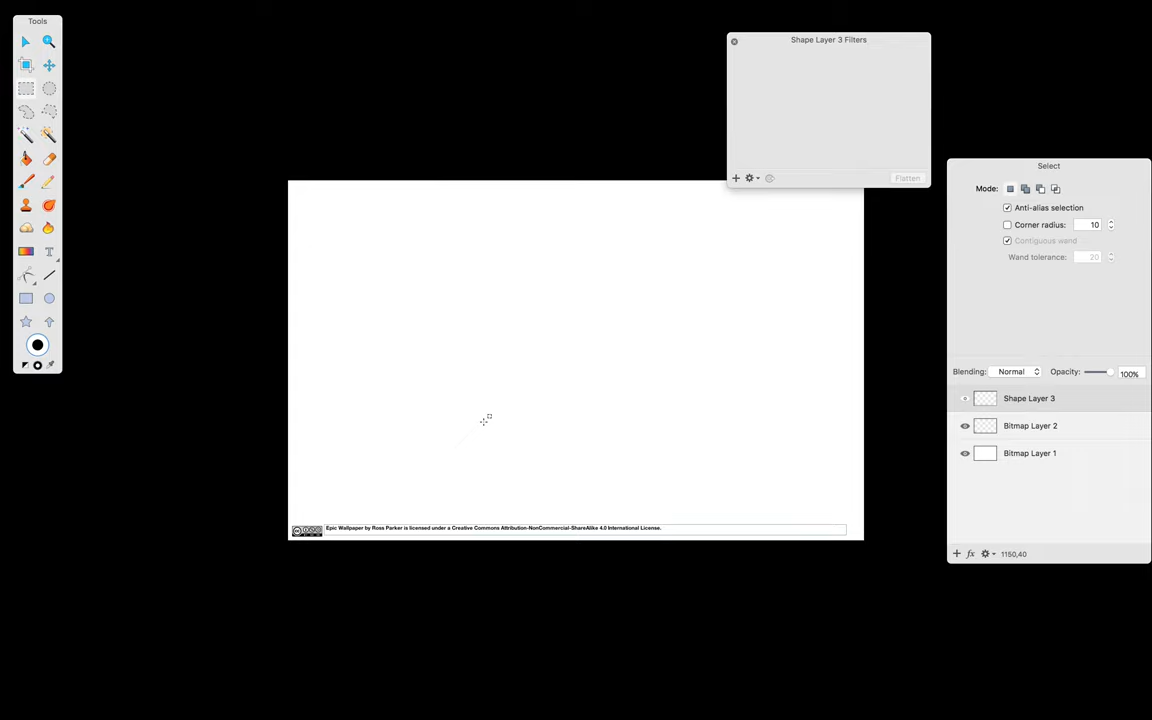 Tools
Shape Layer 3 Filters
Flatten
Select
Mode:
Anti-alias selection
Corner radius: 10
Contiguous wand
Wand tolerance: 20
Blending: Normal Opacity: 100%
Shape Layer 3
Bitmap Layer 2
Bitmap Layer 1
fx 1150,40
T
Epic Wallpaper by Ross Parker is licensed under a Creative Commons Attribution-NonCommercial-ShareAlike 4.0 International License.